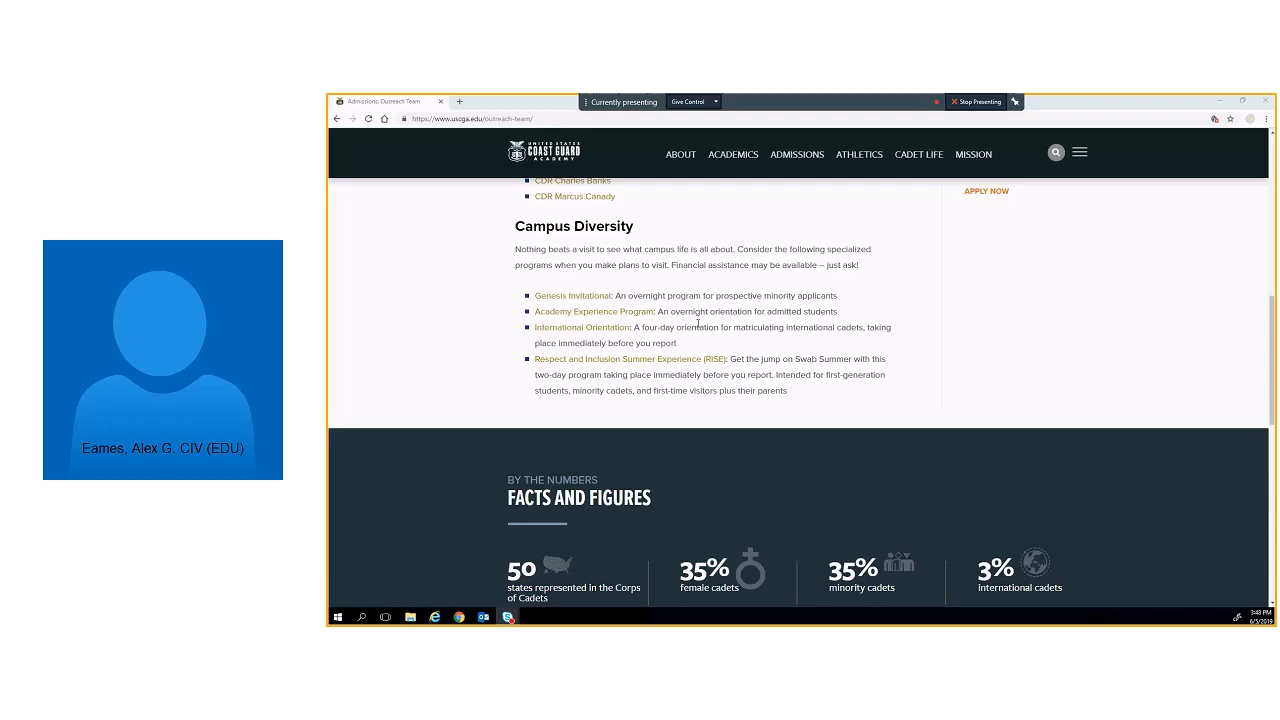 Admissions: Outreach Team
Currently presenting
Give Control
Stop Presenting
https://www.uscga.edu/outreach-team/
UNITED STATES
COAST GUARD
ACADEMY
ABOUT
ACADEMICS
ADMISSIONS
ATHLETICS
CADET LIFE
MISSION
CDR Charles Banks
CDR Marcus Canady
APPLY NOW
Campus Diversity
Nothing beats a visit to see what campus life is all about. Consider the following specialized
programs when you make plans to visit. Financial assistance may be available – just ask!
Genesis Invitational: An overnight program for prospective minority applicants
Academy Experience Program: An overnight orientation for admitted students
International Orientation: A four-day orientation for matriculating international cadets, taking
place immediately before you report
Respect and Inclusion Summer Experience (RISE): Get the jump on Swab Summer with this
two-day program taking place immediately before you report. Intended for first-generation
students, minority cadets, and first-time visitors plus their parents
Eames, Alex G. CIV (EDU)
BY THE NUMBERS
FACTS AND FIGURES
50
states represented in the Corps
of Cadets
35%
female cadets
35%
minority cadets
3%
international cadets
3:48 PM
6/5/2019